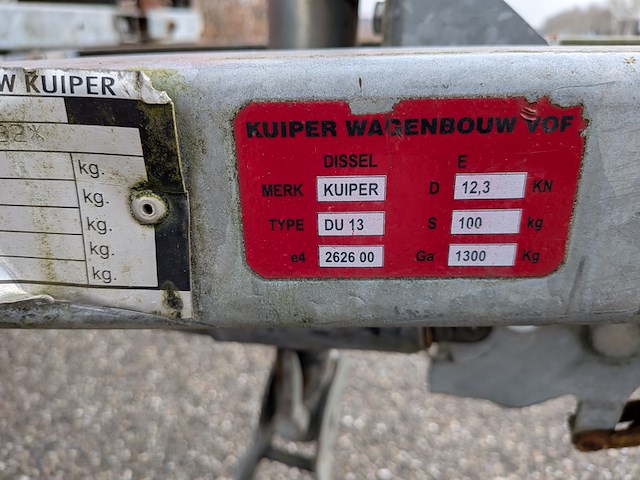 W KUIPER
kg.
kg.
kg.
kg.
kg.
KUIPER WAGENBOUW VOF
DISSEL E
MERK KUIPER D 12,3 KN
TYPE DU 13 S 100 kg
e4 2626 00 Ga 1300 Kg